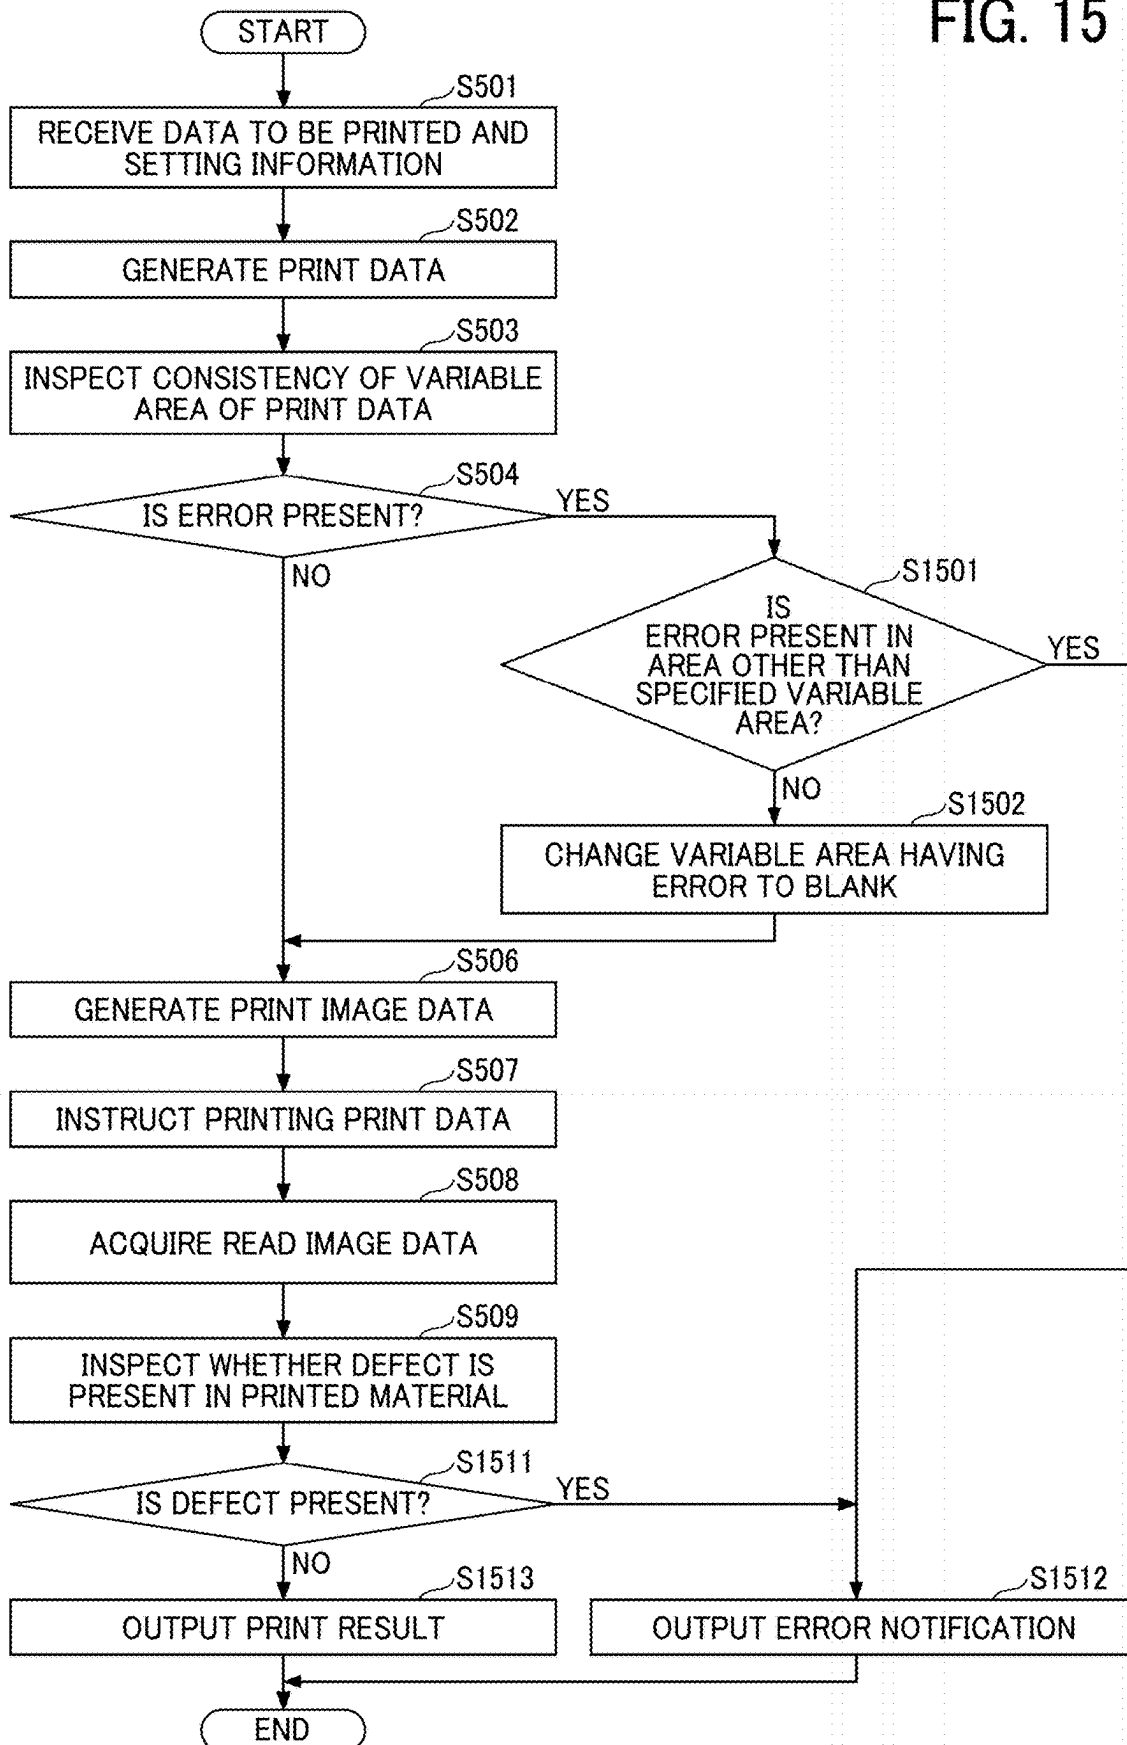 FIG. 15
START
S501
RECEIVE DATA TO BE PRINTED AND
SETTING INFORMATION
S502
GENERATE PRINT DATA
S503
INSPECT CONSISTENCY OF VARIABLE
AREA OF PRINT DATA
S504
IS ERROR PRESENT?
YES
NO
S1501
IS
ERROR PRESENT IN
AREA OTHER THAN
SPECIFIED VARIABLE
AREA?
YES
NO
S1502
CHANGE VARIABLE AREA HAVING
ERROR TO BLANK
S506
GENERATE PRINT IMAGE DATA
S507
INSTRUCT PRINTING PRINT DATA
S508
ACQUIRE READ IMAGE DATA
S509
INSPECT WHETHER DEFECT IS
PRESENT IN PRINTED MATERIAL
S1511
IS DEFECT PRESENT?
YES
NO
S1513
OUTPUT PRINT RESULT
S1512
OUTPUT ERROR NOTIFICATION
END